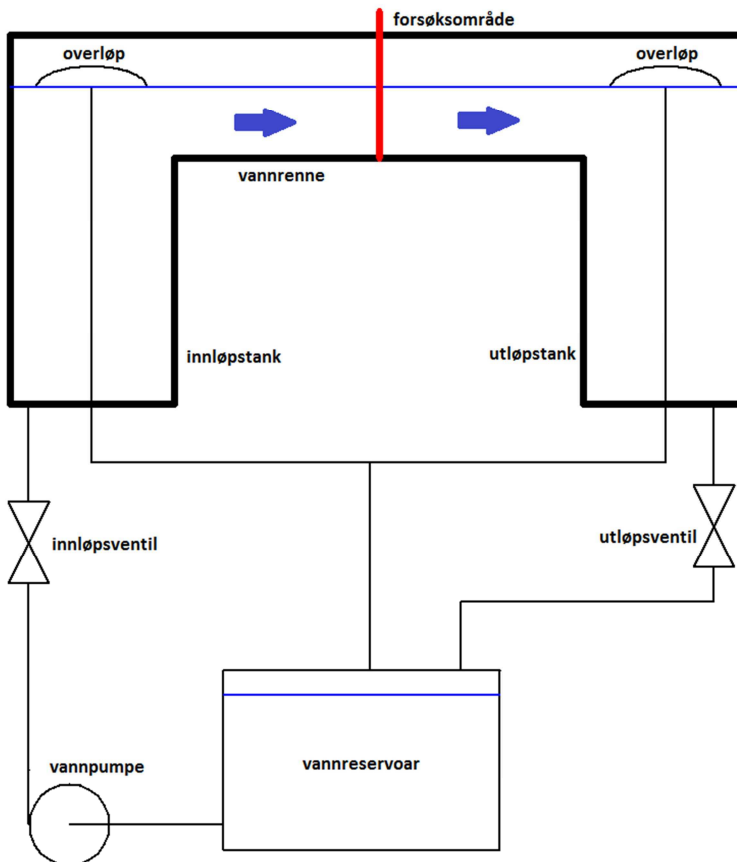 forsøksområde
overløp
overløp
vannrenne
innløpstank
utløpstank
innløpsventil
utløpsventil
vannpumpe
vannreservoar